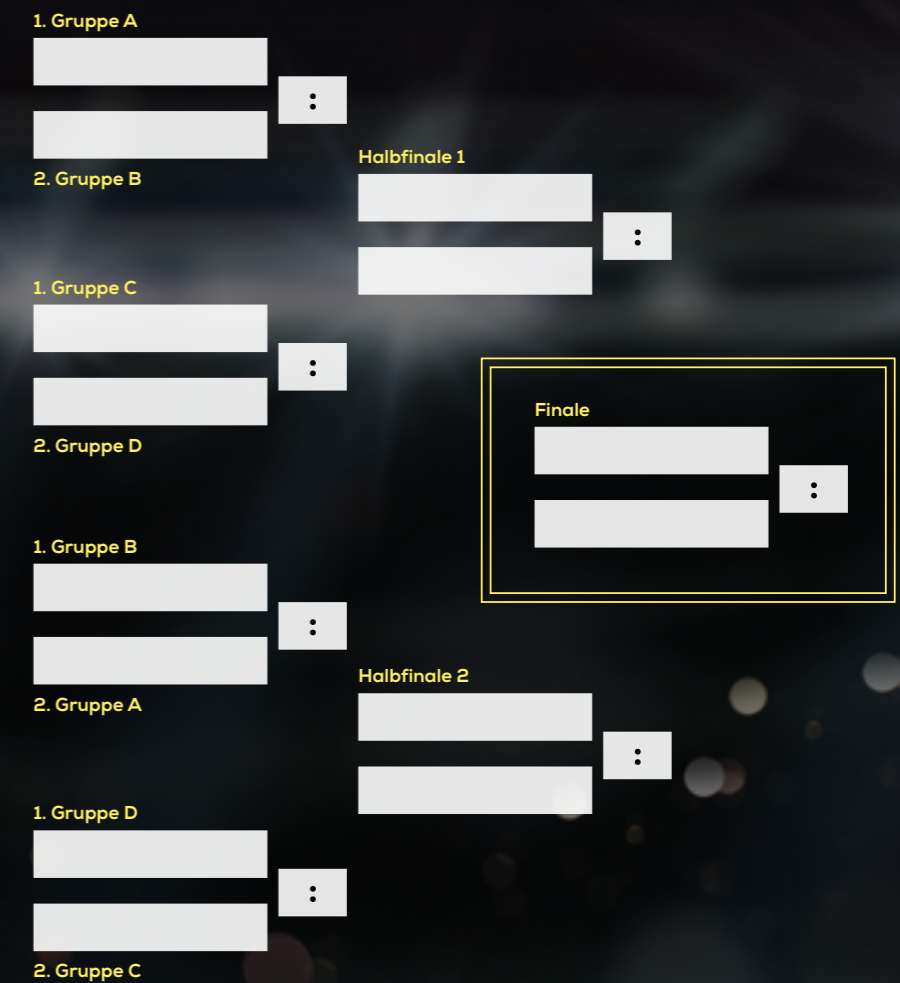 1. Gruppe A
:
2. Gruppe B
Halbfinale 1
:
1. Gruppe C
:
2. Gruppe D
Finale
:
1. Gruppe B
:
2. Gruppe A
Halbfinale 2
:
1. Gruppe D
:
2. Gruppe C